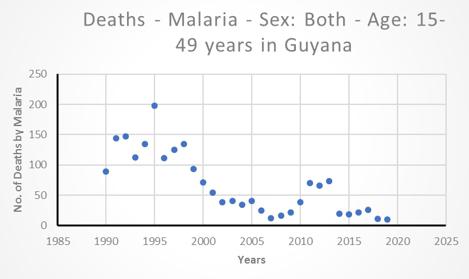 Deaths - Malaria - Sex: Both - Age: 15-
49 years in Guyana
No. of Deaths by Malaria
250
200
150
100
50
0
1985 1990 1995 2000 2005 2010 2015 2020 2025
Years